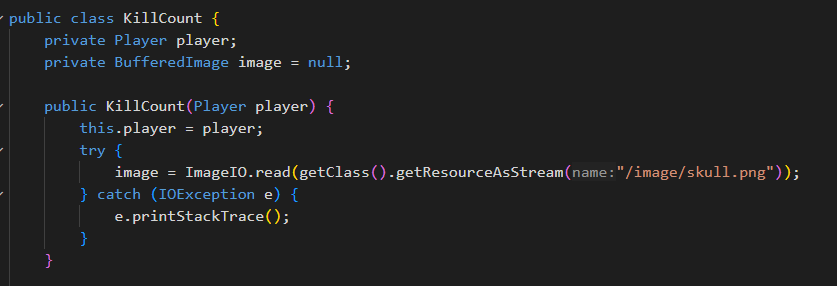 public class KillCount {
    private Player player;
    private BufferedImage image = null;

    public KillCount(Player player) {
        this.player = player;
        try {
            image = ImageIO.read(getClass().getResourceAsStream(name:"/image/skull.png"));
        } catch (IOException e) {
            e.printStackTrace();
        }
    }